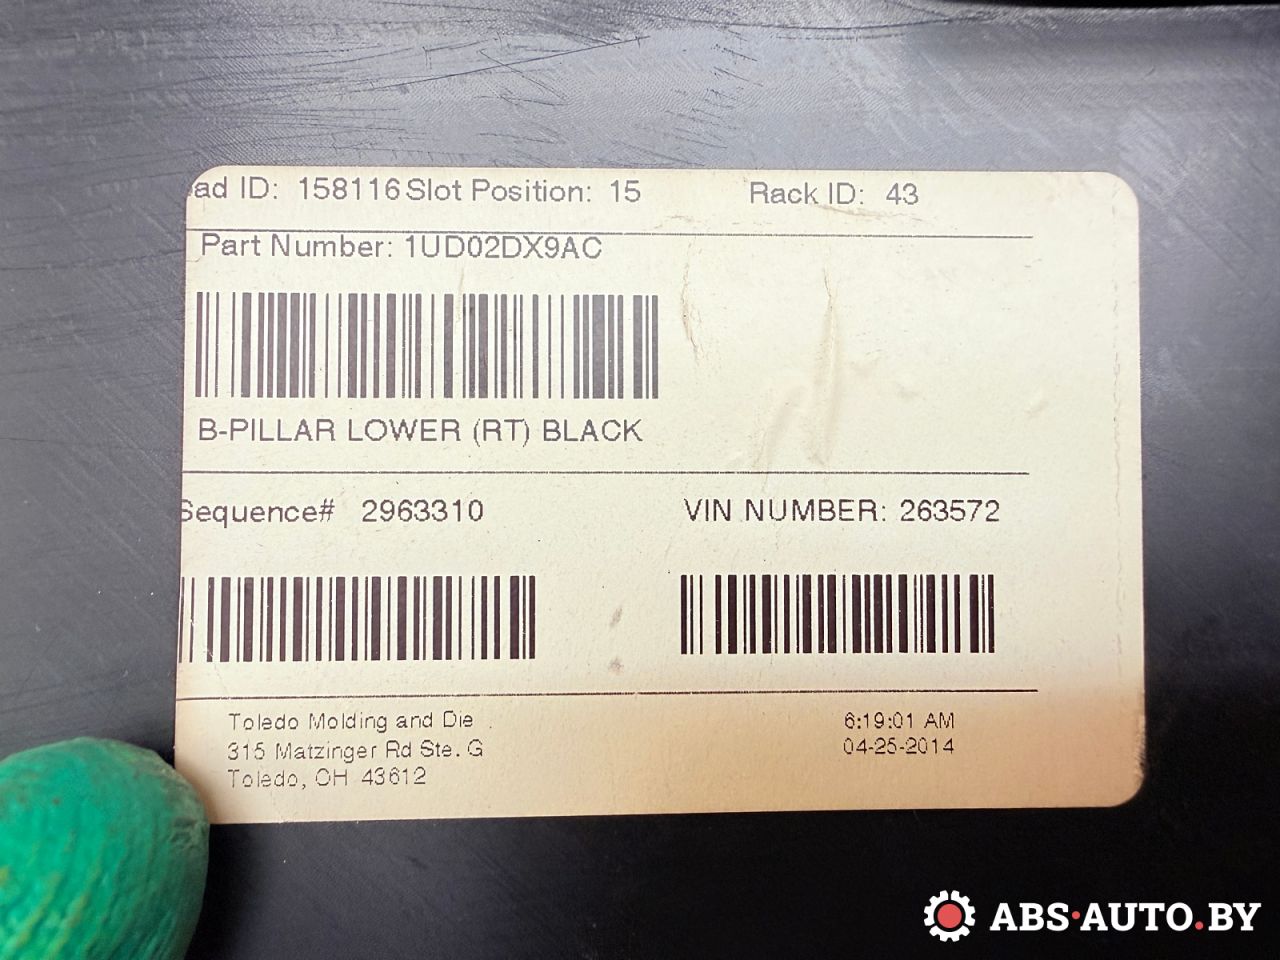 ad ID: 158116 Slot Position: 15 Rack ID: 43
Part Number: 1UD02DX9AC
B-PILLAR LOWER (RT) BLACK
Sequence# 2963310 VIN NUMBER: 263572
Toledo Molding and Die 6:19:01 AM
315 Matzinger Rd Ste. G 04-25-2014
Toledo, OH 43612
ABS·AUTO.BY